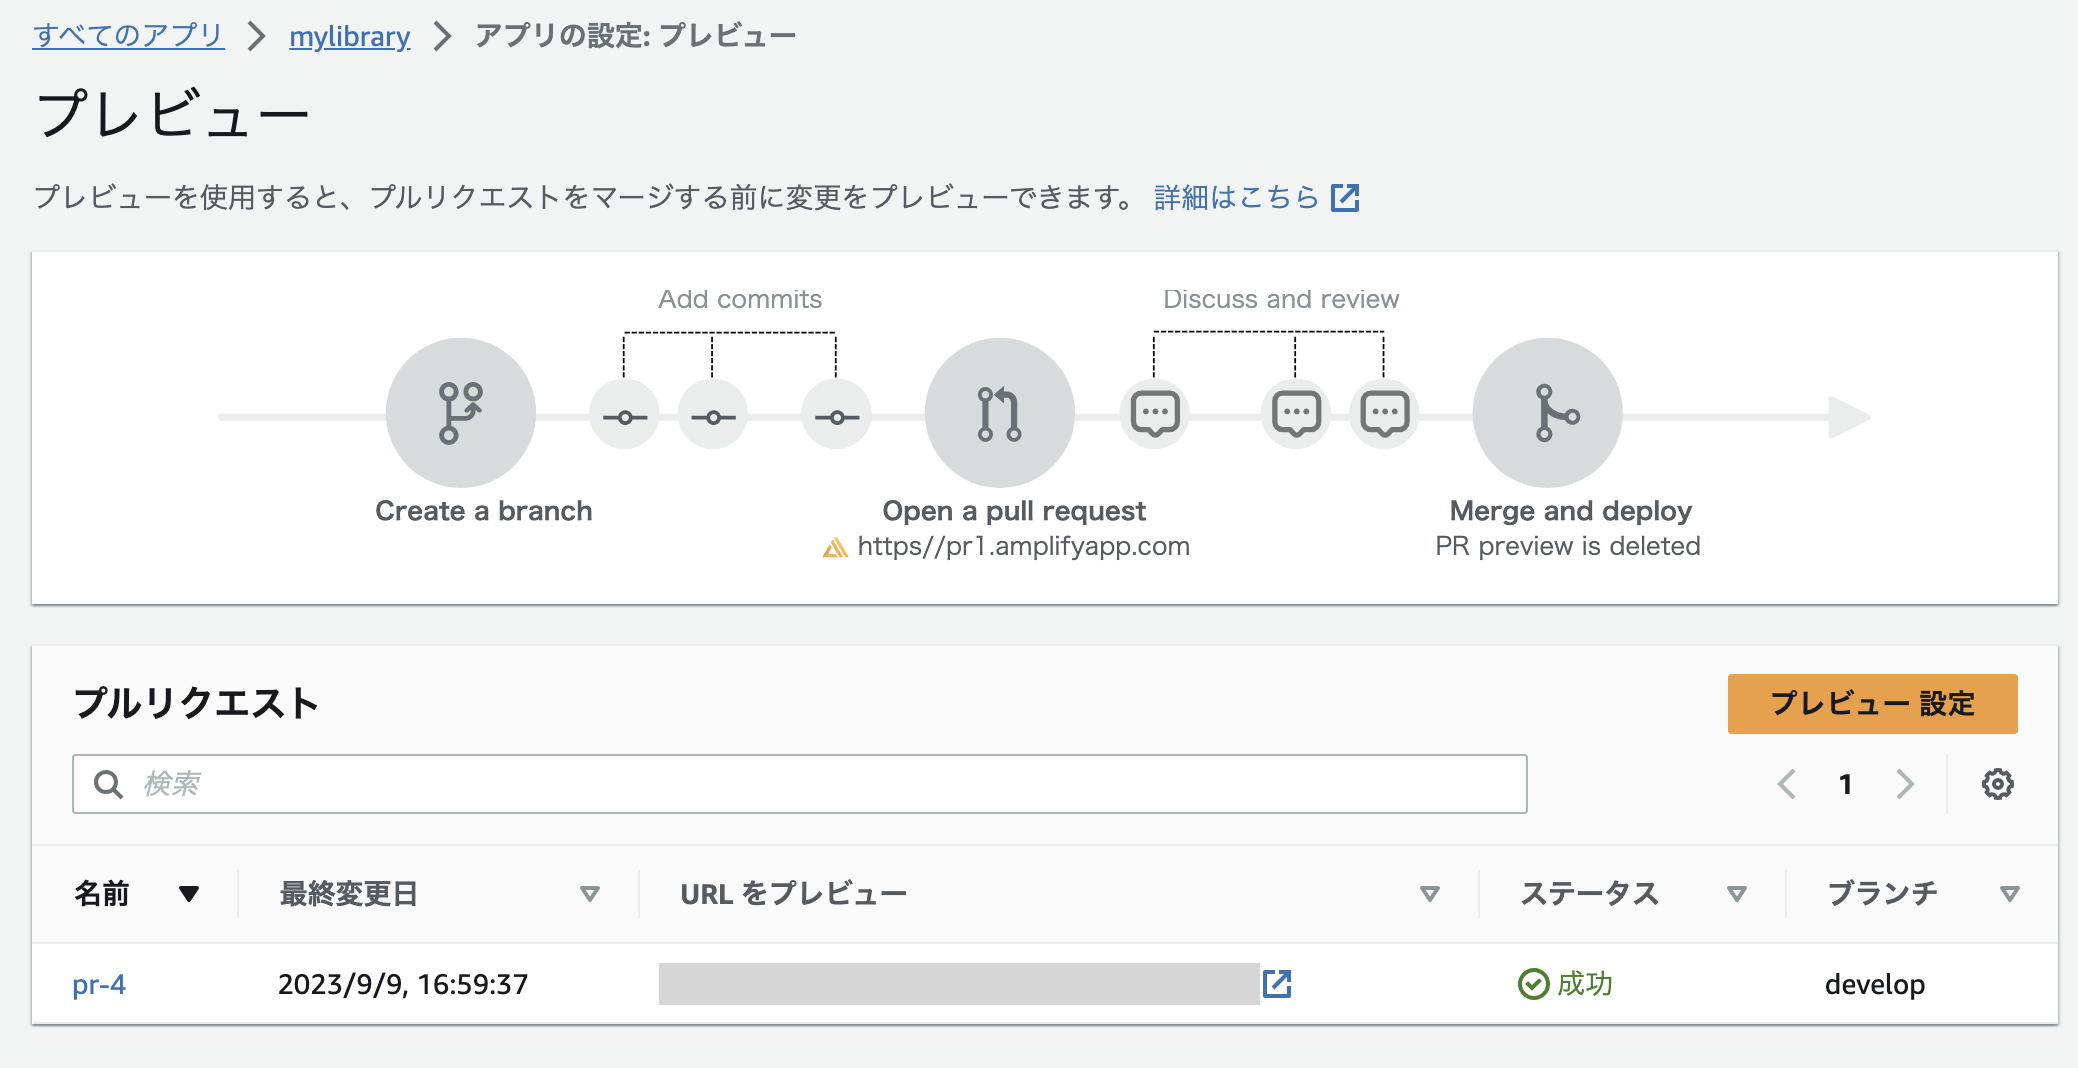 すべてのアプリ > mylibrary > アプリの設定: プレビュー
プレビュー
プレビューを使用すると、プルリクエストをマージする前に変更をプレビューできます。 詳細はこちら
Add commits
Discuss and review
Create a branch
Open a pull request
Merge and deploy
https//pr1.amplifyapp.com
PR preview is deleted
プルリクエスト
プレビュー 設定
検索
1
名前 最終変更日 URL をプレビュー ステータス ブランチ
pr-4 2023/9/9, 16:59:37 成功 develop